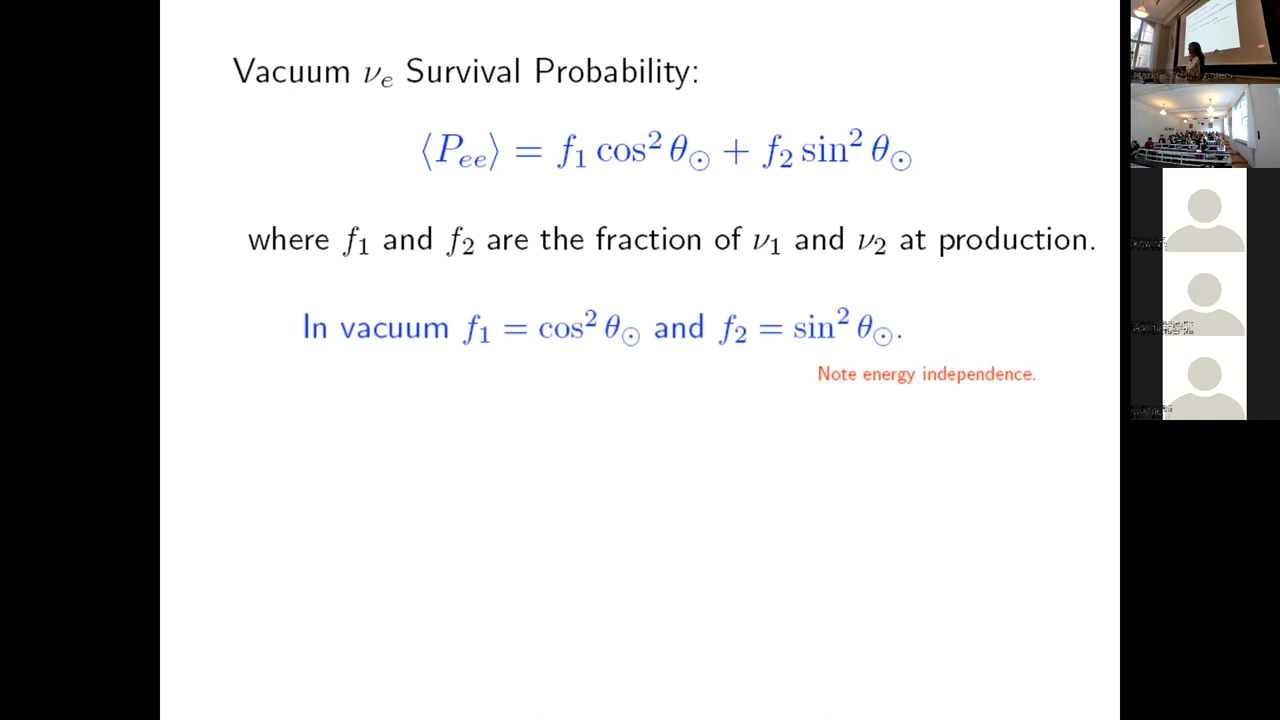 Vacuum νₑ Survival Probability:
⟨Pₑₑ⟩ = f₁ cos² θ⊙ + f₂ sin² θ⊙
where f₁ and f₂ are the fraction of ν₁ and ν₂ at production.
In vacuum f₁ = cos² θ⊙ and f₂ = sin² θ⊙.
Note energy independence.